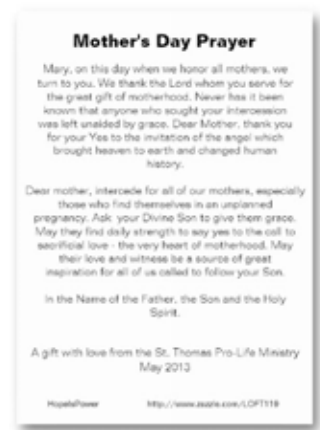 Mother's Day Prayer
Mary, on this day when we honor all mothers, we
turn to you. We thank the Lord whom you serve for
the great gift of motherhood. Never has it been
known that anyone who sought your intercession
was left unaided by grace. Dear Mother, thank you
for your Yes to the invitation of the angel which
brought heaven to earth and changed human
history.
Dear mother, intercede for all of our mothers, especially
those who find themselves in an unplanned
pregnancy. Ask your Divine Son to give them grace.
May they find daily strength to say yes to the call to
sacrificial love - the very heart of motherhood. May
their love and witness be a source of great
inspiration for all of us called to follow your Son.
In the Name of the Father, the Son and the Holy
Spirit.
A gift with love from the St. Thomas Pro-Life Ministry
May 2013
HopeIsPower http://www.zazzle.com/LOFT119